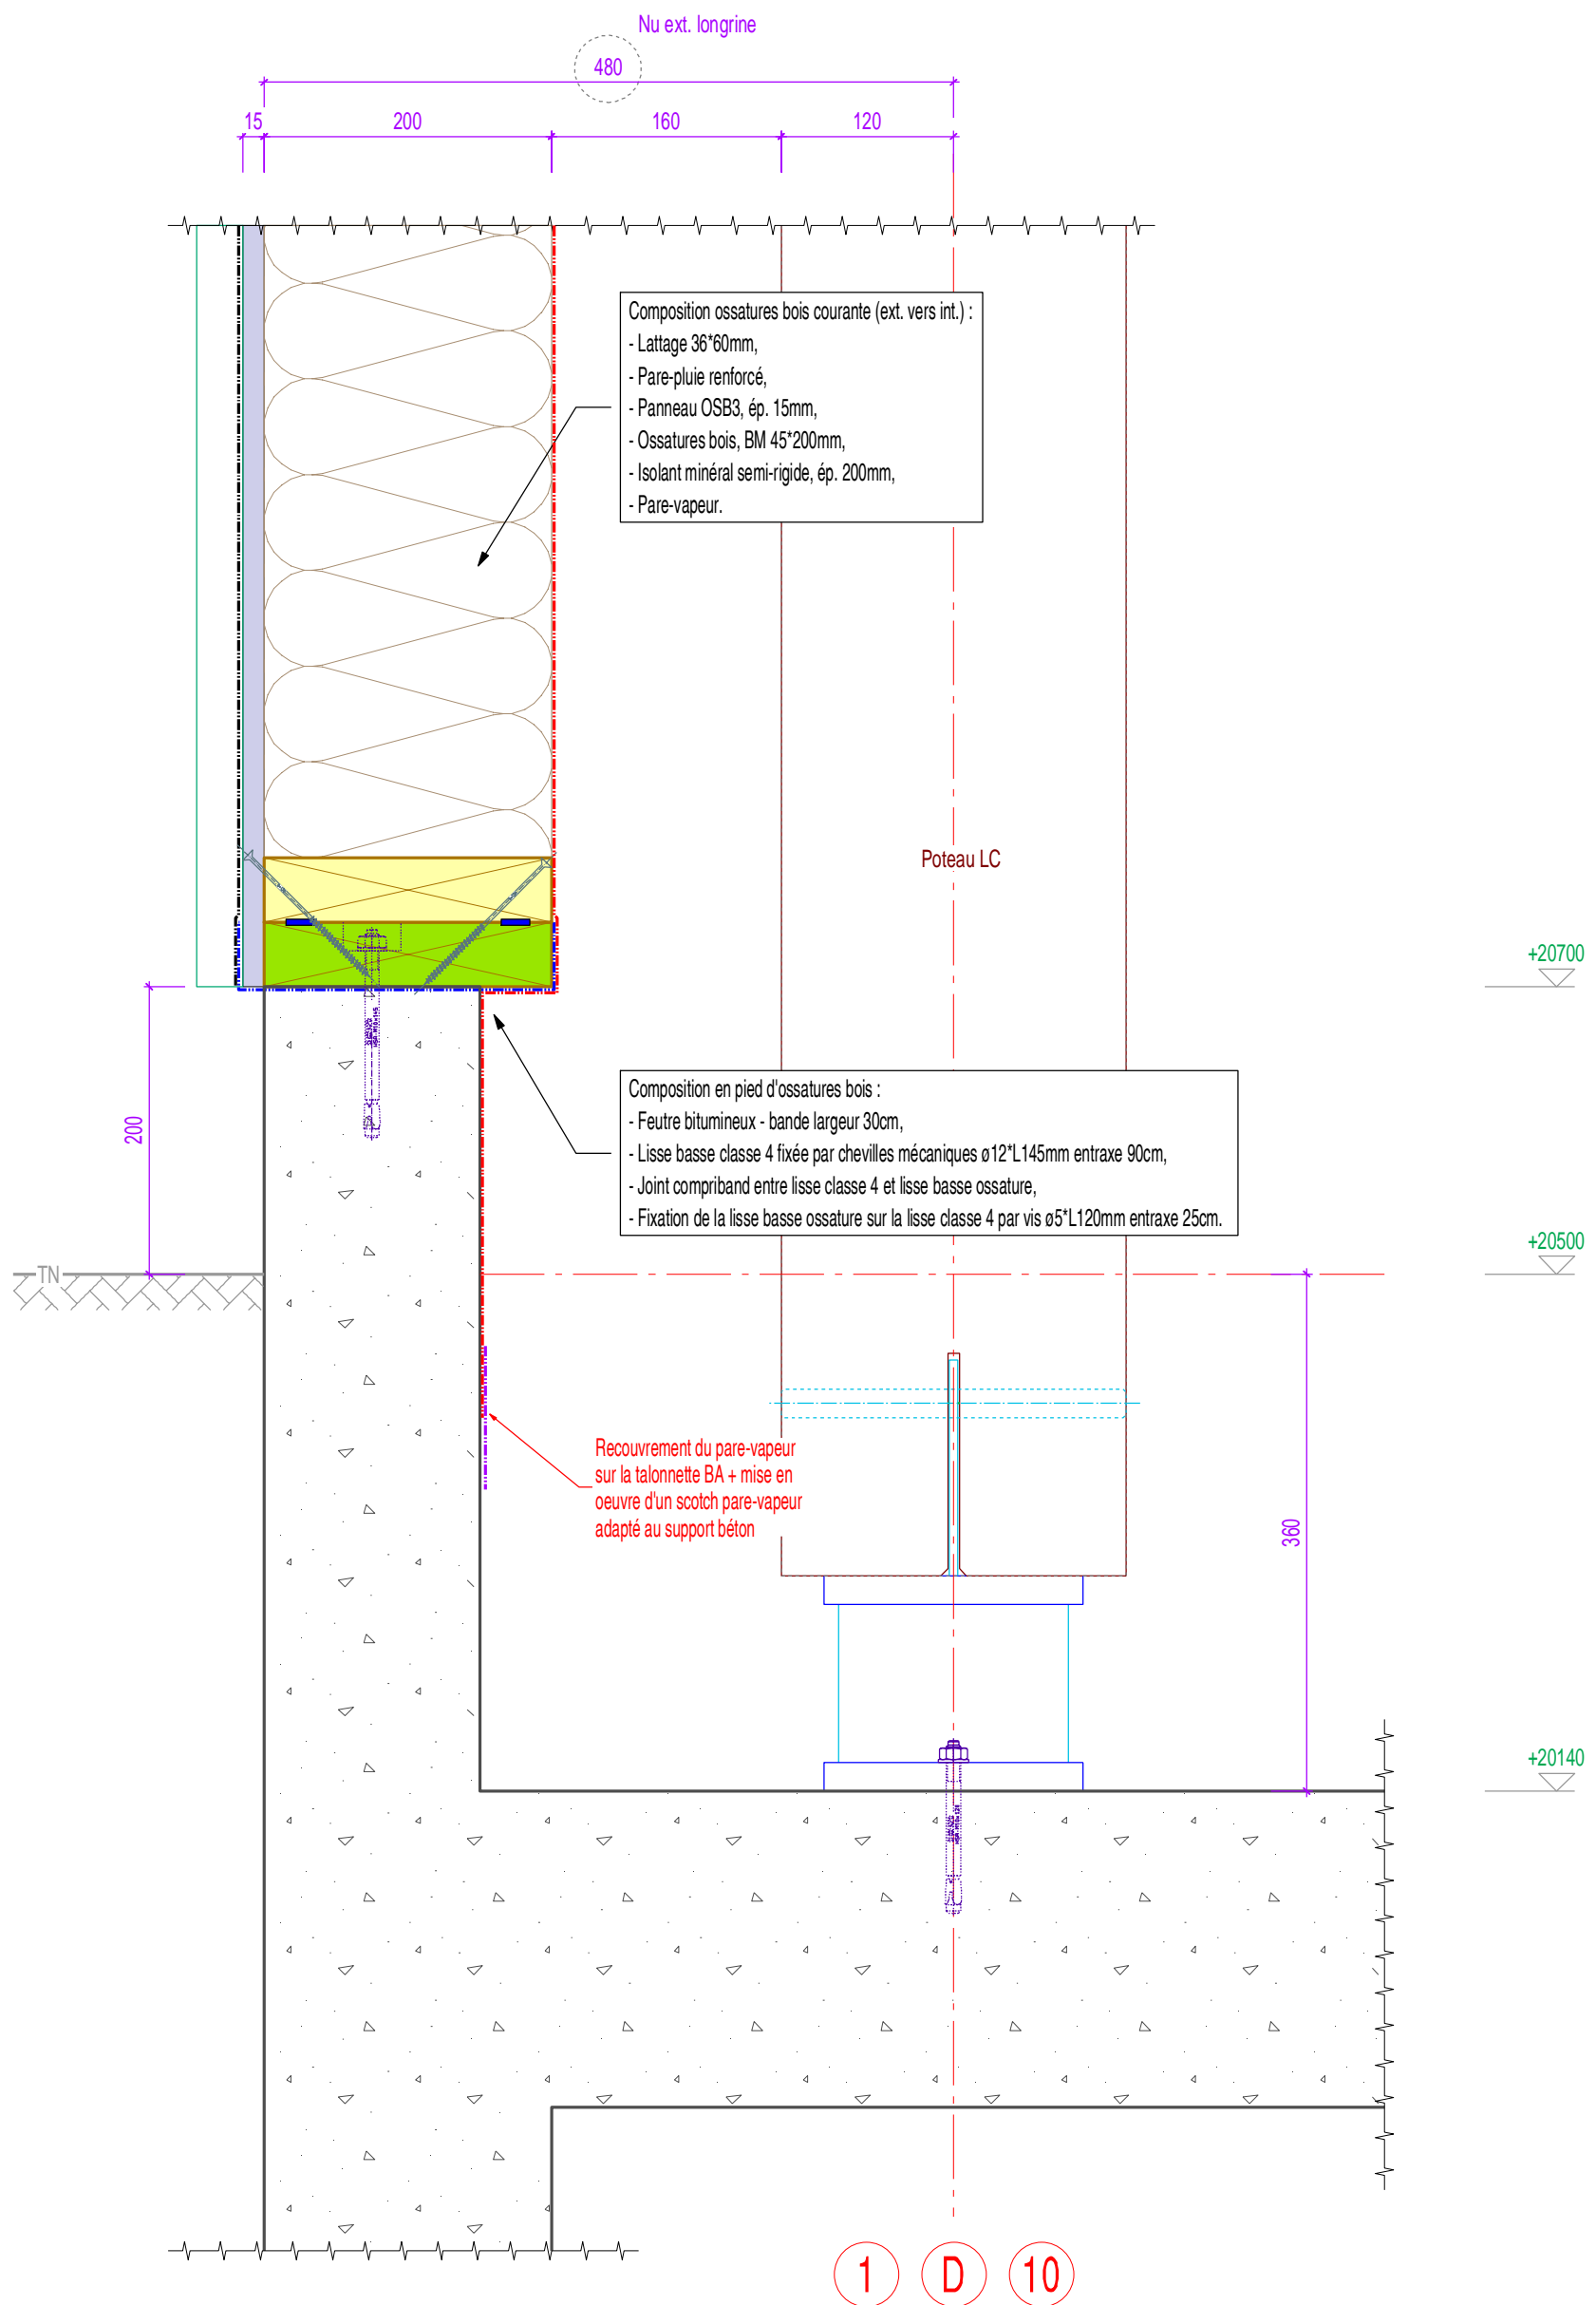 Nu ext. longrine
480
15
200
160
120
Composition ossatures bois courante (ext. vers int.) :
- Lattage 36*60mm,
- Pare-pluie renforcé,
- Panneau OSB3, ép. 15mm,
- Ossatures bois, BM 45*200mm,
- Isolant minéral semi-rigide, ép. 200mm,
- Pare-vapeur.
Poteau LC
+20700
Composition en pied d'ossatures bois :
- Feutre bitumineux - bande largeur 30cm,
- Lisse basse classe 4 fixée par chevilles mécaniques ø12*L145mm entraxe 90cm,
- Joint compriband entre lisse classe 4 et lisse basse ossature,
- Fixation de la lisse basse ossature sur la lisse classe 4 par vis ø5*L120mm entraxe 25cm.
200
+20500
TN
Recouvrement du pare-vapeur
sur la talonnette BA + mise en
oeuvre d'un scotch pare-vapeur
adapté au support béton
360
+20140
1
D
10